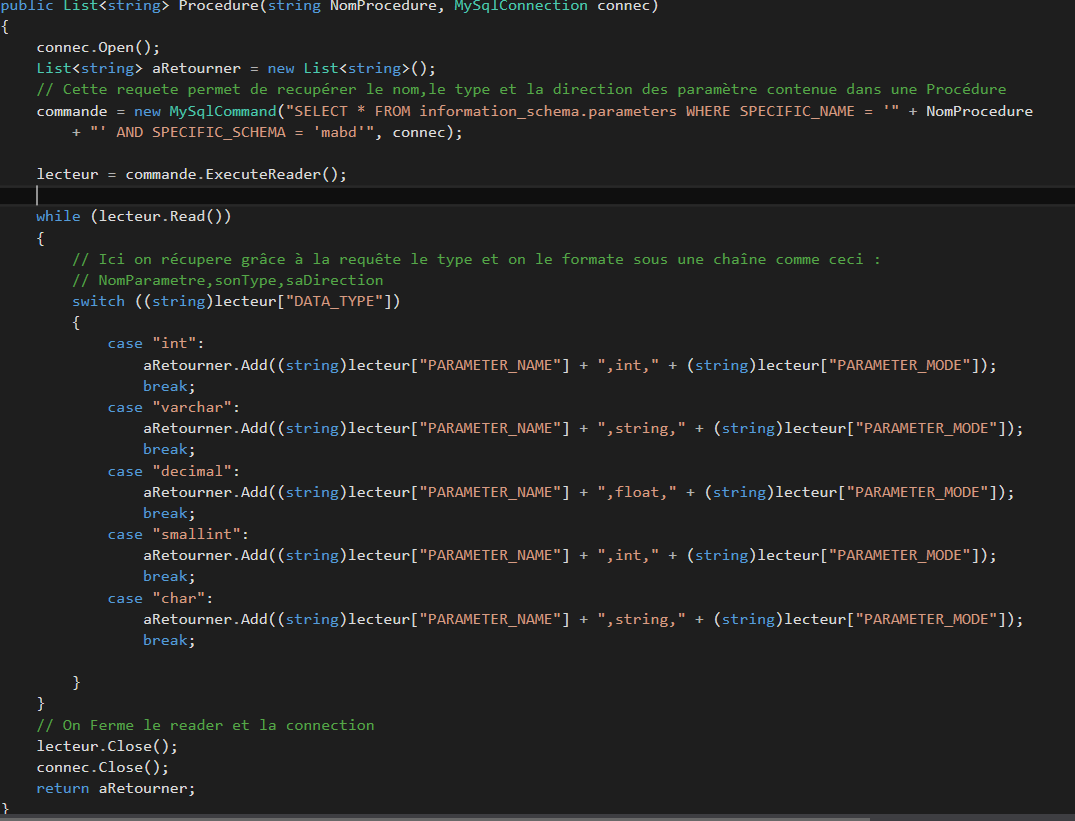 public List<string> Procedure(string NomProcedure, MySqlConnection connec)
{
connec.Open();
List<string> aRetourner = new List<string>();
// Cette requete permet de recupérer le nom,le type et la direction des paramètre contenue dans une Procédure
commande = new MySqlCommand("SELECT * FROM information_schema.parameters WHERE SPECIFIC_NAME = '" + NomProcedure
+ "' AND SPECIFIC_SCHEMA = 'mabd'", connec);
lecteur = commande.ExecuteReader();
while (lecteur.Read())
{
// Ici on récupere grâce à la requête le type et on le formate sous une chaîne comme ceci :
// NomParametre,sonType,saDirection
switch ((string)lecteur["DATA_TYPE"])
{
case "int":
aRetourner.Add((string)lecteur["PARAMETER_NAME"] + ",int," + (string)lecteur["PARAMETER_MODE"]);
break;
case "varchar":
aRetourner.Add((string)lecteur["PARAMETER_NAME"] + ",string," + (string)lecteur["PARAMETER_MODE"]);
break;
case "decimal":
aRetourner.Add((string)lecteur["PARAMETER_NAME"] + ",float," + (string)lecteur["PARAMETER_MODE"]);
break;
case "smallint":
aRetourner.Add((string)lecteur["PARAMETER_NAME"] + ",int," + (string)lecteur["PARAMETER_MODE"]);
break;
case "char":
aRetourner.Add((string)lecteur["PARAMETER_NAME"] + ",string," + (string)lecteur["PARAMETER_MODE"]);
break;
}
}
// On Ferme le reader et la connection
lecteur.Close();
connec.Close();
return aRetourner;
}